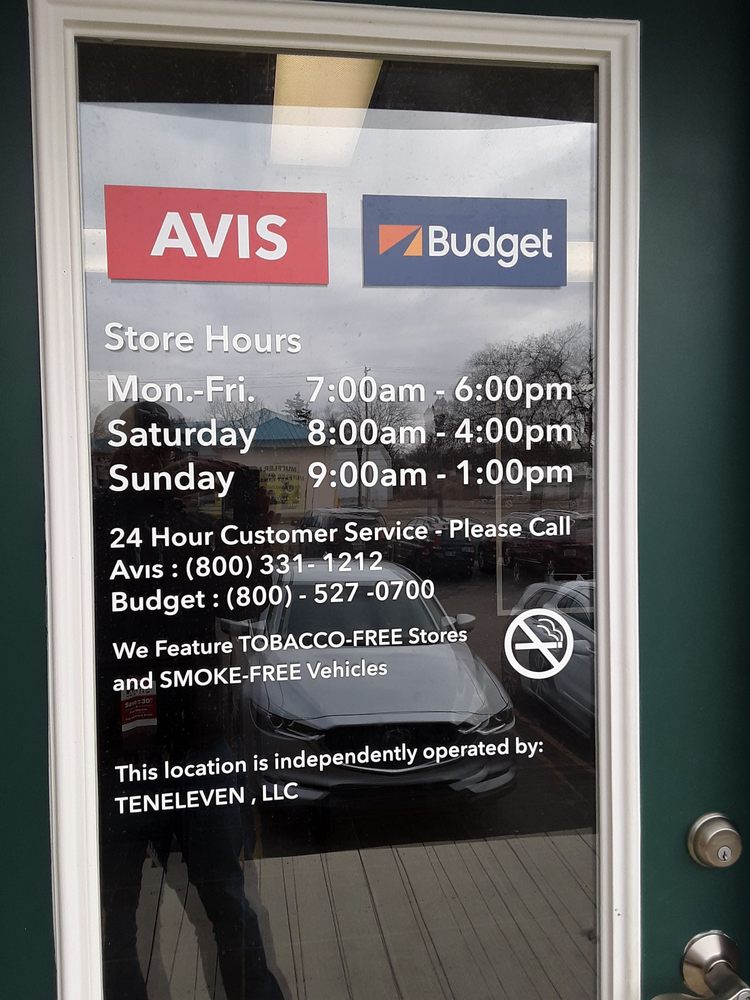 AVIS Budget
Store Hours
Mon.-Fri. 7:00am - 6:00pm
Saturday 8:00am - 4:00pm
Sunday 9:00am - 1:00pm
24 Hour Customer Service - Please Call
Avis : (800) 331- 1212
Budget : (800) - 527 -0700
We Feature TOBACCO-FREE Stores
and SMOKE-FREE Vehicles
This location is independently operated by:
TENELEVEN , LLC